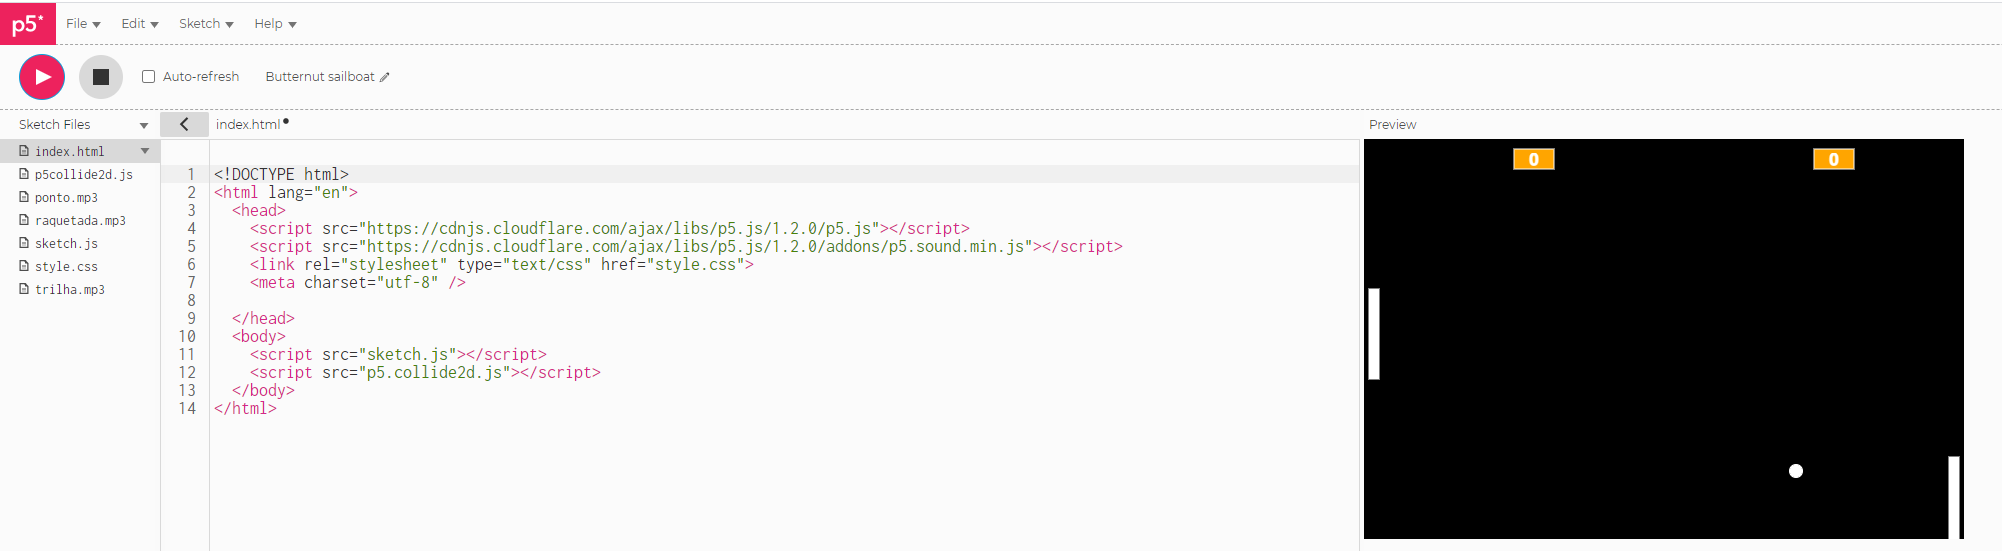 p5*
File Edit Sketch Help
Auto-refresh Butternut sailboat
Sketch Files
index.html
p5collide2d.js
ponto.mp3
raquetada.mp3
sketch.js
style.css
trilha.mp3
index.html
1 <!DOCTYPE html>
2 <html lang="en">
3 <head>
4 <script src="https://cdnjs.cloudflare.com/ajax/libs/p5.js/1.2.0/p5.js"></script>
5 <script src="https://cdnjs.cloudflare.com/ajax/libs/p5.js/1.2.0/addons/p5.sound.min.js"></script>
6 <link rel="stylesheet" type="text/css" href="style.css">
7 <meta charset="utf-8" />
8
9 </head>
10 <body>
11 <script src="sketch.js"></script>
12 <script src="p5.collide2d.js"></script>
13 </body>
14 </html>
Preview
0 0